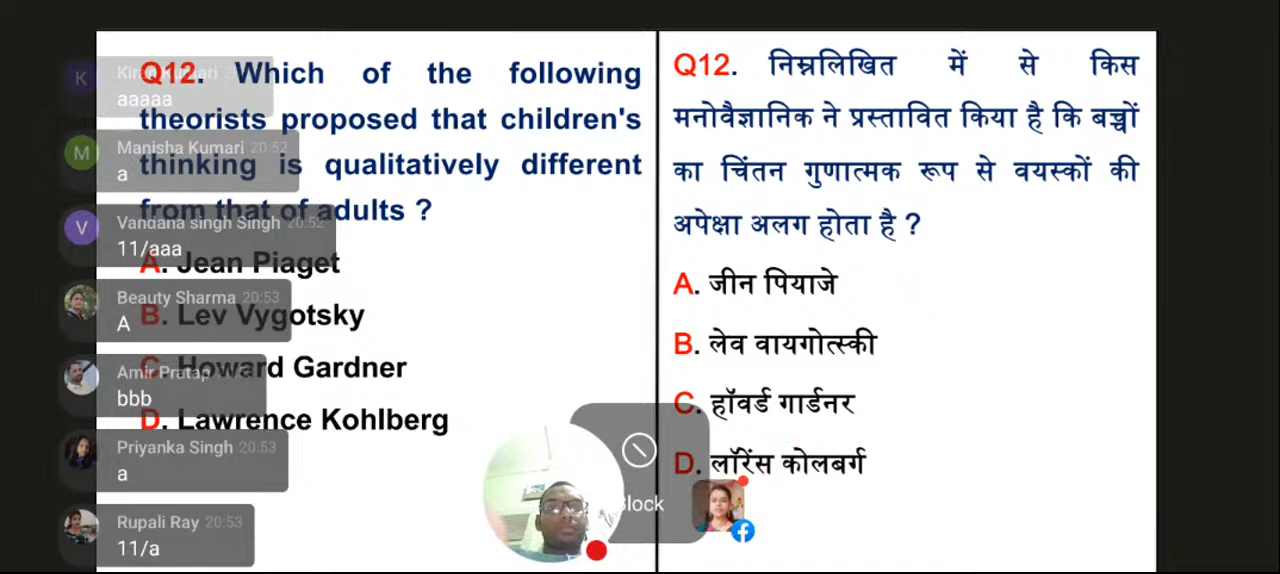 Q12. Which of the following
theorists proposed that children's
thinking is qualitatively different
from that of adults ?
A. Jean Piaget
B. Lev Vygotsky
C. Howard Gardner
D. Lawrence Kohlberg
Q12. निम्नलिखित में से किस
मनोवैज्ञानिक ने प्रस्तावित किया है कि बच्चों
का चिंतन गुणात्मक रूप से वयस्कों की
अपेक्षा अलग होता है ?
A. जीन पियाजे
B. लेव वायगोत्स्की
C. हॉवर्ड गार्डनर
D. लॉरेंस कोलबर्ग
K
aaaaa
M
Manisha Kumari 20:52
a
V
Vandana singh Singh 20:52
11/aaa
Beauty Sharma 20:53
A
Amir Pratap
bbb
Priyanka Singh 20:53
a
Rupali Ray 20:53
11/a
Block